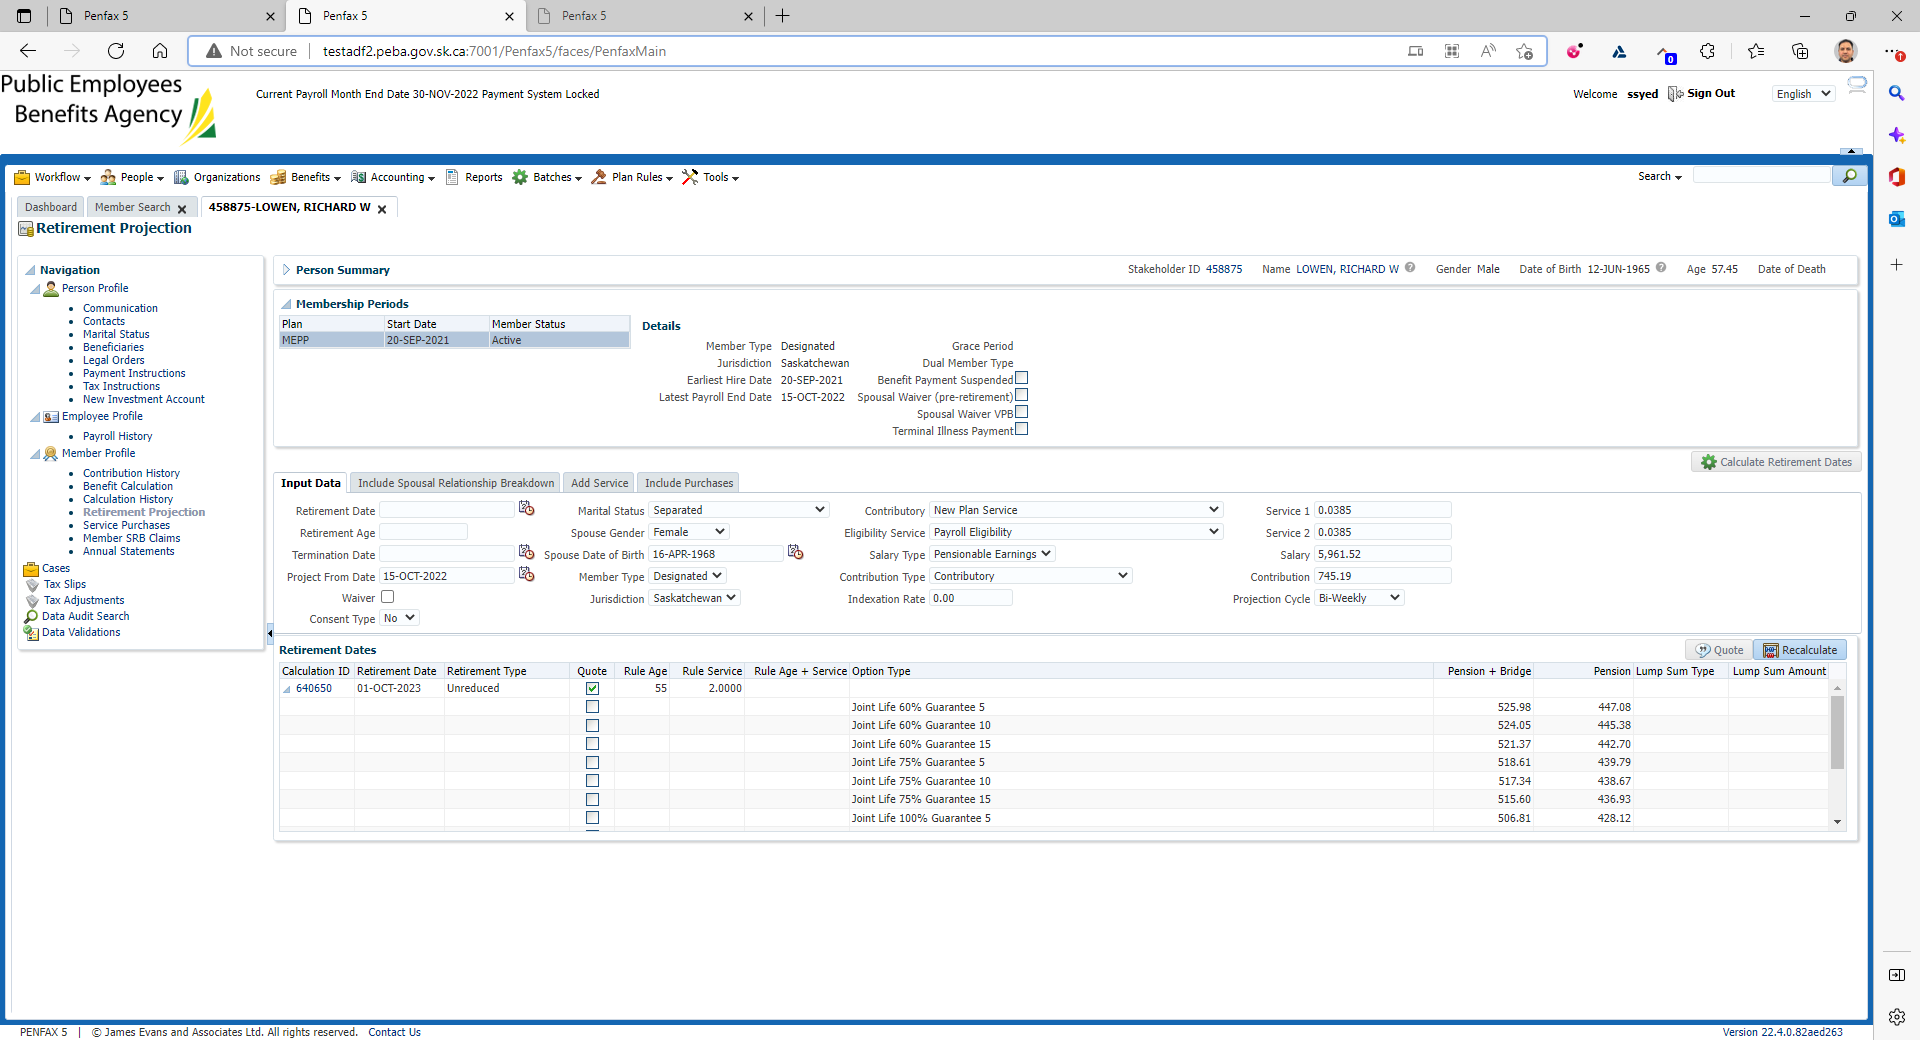 Penfax 5
Penfax 5
Penfax 5
Not secure
testadf2.peba.gov.sk.ca:7001/Penfax5/faces/PenfaxMain
0
1
Public Employees
Benefits Agency
Current Payroll Month End Date 30-NOV-2022 Payment System Locked
Welcome ssyed Sign Out English
Workflow People Organizations Benefits Accounting Reports Batches Plan Rules Tools Search
Dashboard Member Search 458875-LOWEN, RICHARD W
Retirement Projection
Navigation
Person Profile
Communication
Contacts
Marital Status
Beneficiaries
Legal Orders
Payment Instructions
Tax Instructions
New Investment Account
Employee Profile
Payroll History
Member Profile
Contribution History
Benefit Calculation
Calculation History
Retirement Projection
Service Purchases
Member SRB Claims
Annual Statements
Cases
Tax Slips
Tax Adjustments
Data Audit Search
Data Validations
Person Summary Stakeholder ID 458875 Name LOWEN, RICHARD W Gender Male Date of Birth 12-JUN-1965 Age 57.45 Date of Death
Membership Periods
Plan Start Date Member Status
MEPP 20-SEP-2021 Active
Details
Member Type Designated Grace Period
Jurisdiction Saskatchewan Dual Member Type
Earliest Hire Date 20-SEP-2021 Benefit Payment Suspended
Latest Payroll End Date 15-OCT-2022 Spousal Waiver (pre-retirement)
Spousal Waiver VPB
Terminal Illness Payment
Calculate Retirement Dates
Input Data Include Spousal Relationship Breakdown Add Service Include Purchases
Retirement Date Marital Status Separated Contributory New Plan Service Service 1 0.0385
Retirement Age Spouse Gender Female Eligibility Service Payroll Eligibility Service 2 0.0385
Termination Date Spouse Date of Birth 16-APR-1968 Salary Type Pensionable Earnings Salary 5,961.52
Project From Date 15-OCT-2022 Member Type Designated Contribution Type Contributory Contribution 745.19
Waiver Jurisdiction Saskatchewan Indexation Rate 0.00 Projection Cycle Bi-Weekly
Consent Type No
Retirement Dates Quote Recalculate
Calculation ID Retirement Date Retirement Type Quote Rule Age Rule Service Rule Age + Service Option Type Pension + Bridge Pension Lump Sum Type Lump Sum Amount
640650 01-OCT-2023 Unreduced 55 2.0000
Joint Life 60% Guarantee 5 525.98 447.08
Joint Life 60% Guarantee 10 524.05 445.38
Joint Life 60% Guarantee 15 521.37 442.70
Joint Life 75% Guarantee 5 518.61 439.79
Joint Life 75% Guarantee 10 517.34 438.67
Joint Life 75% Guarantee 15 515.60 436.93
Joint Life 100% Guarantee 5 506.81 428.12
PENFAX 5 | © James Evans and Associates Ltd. All rights reserved. Contact Us Version 22.4.0.82aed263